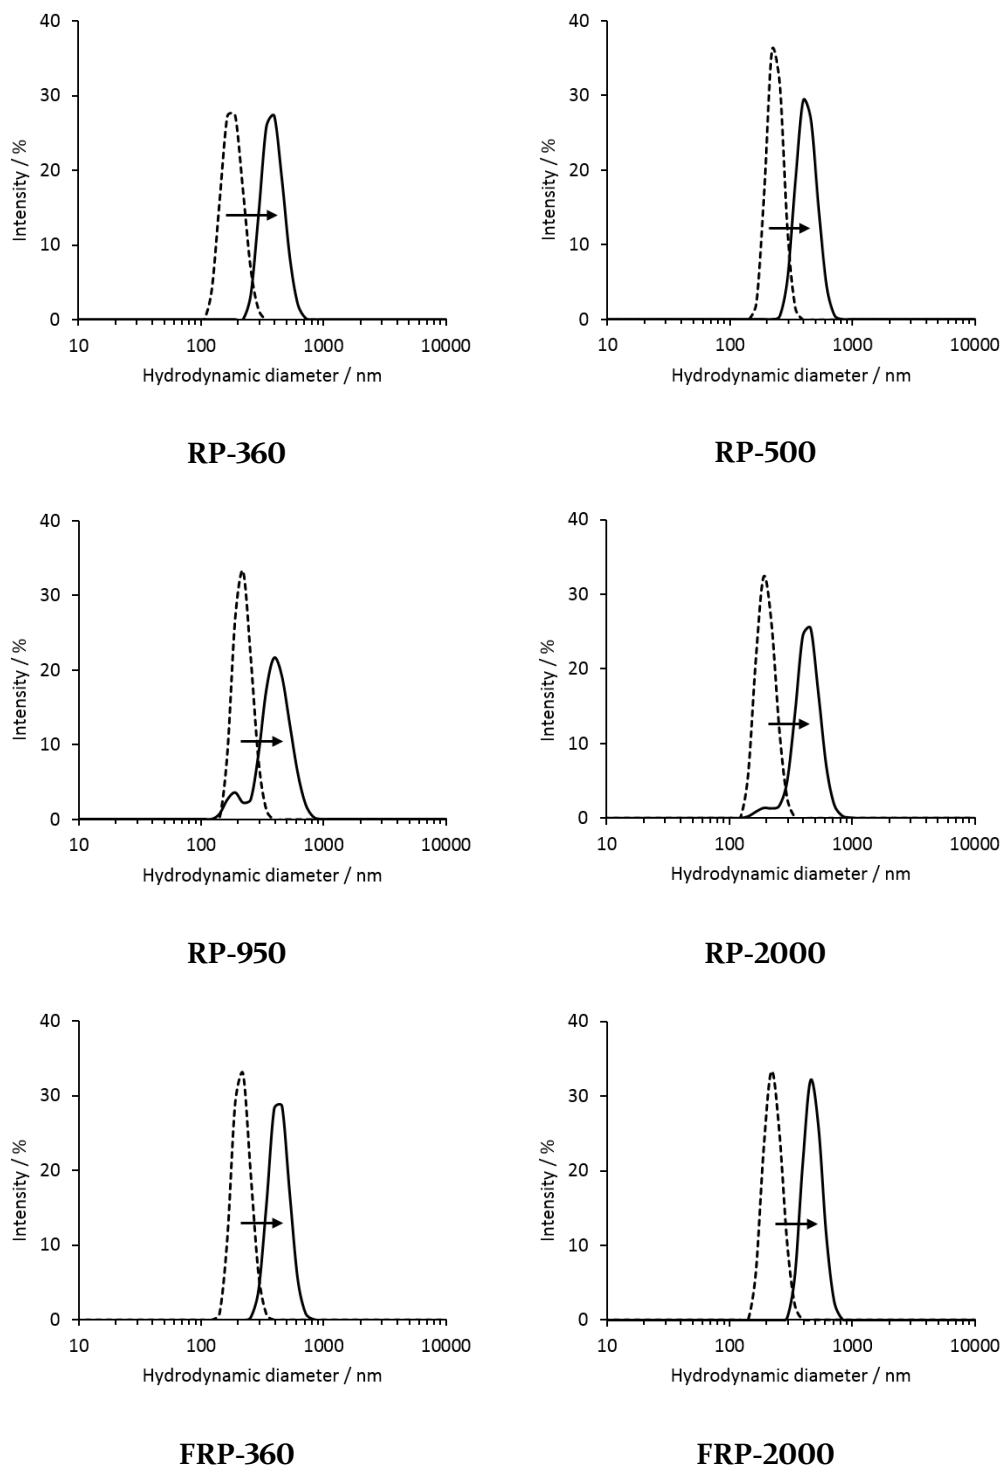 40
30
20
10
0
Intensity / %
10 100 1000 10000
Hydrodynamic diameter / nm
RP-360
40
30
20
10
0
Intensity / %
10 100 1000 10000
Hydrodynamic diameter / nm
RP-500
40
30
20
10
0
Intensity / %
10 100 1000 10000
Hydrodynamic diameter / nm
RP-950
40
30
20
10
0
Intensity / %
10 100 1000 10000
Hydrodynamic diameter / nm
RP-2000
40
30
20
10
0
Intensity / %
10 100 1000 10000
Hydrodynamic diameter / nm
FRP-360
40
30
20
10
0
Intensity / %
10 100 1000 10000
Hydrodynamic diameter / nm
FRP-2000